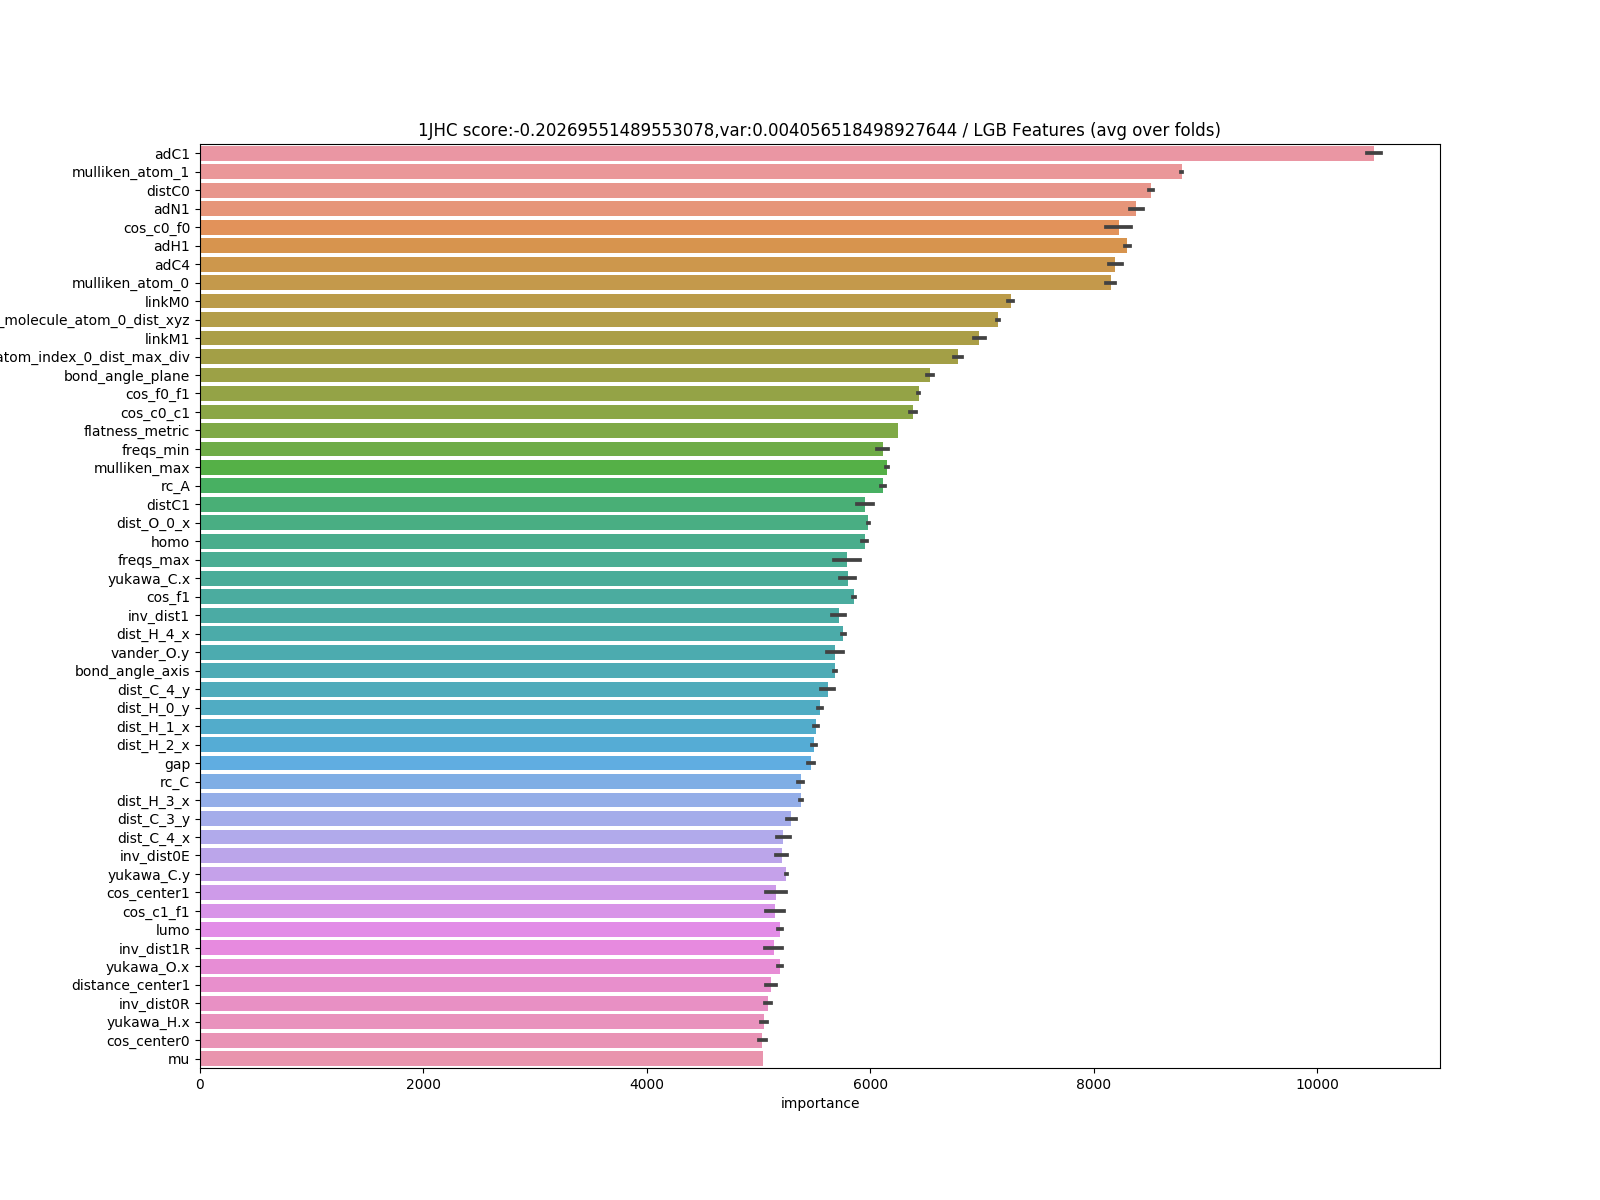 1JHC score:-0.20269551489553078,var:0.004056518498927644 / LGB Features (avg over folds)
adC1
mulliken_atom_1
distC0
adN1
cos_c0_f0
adH1
adC4
mulliken_atom_0
linkM0
_molecule_atom_0_dist_xyz
linkM1
atom_index_0_dist_max_div
bond_angle_plane
cos_f0_f1
cos_c0_c1
flatness_metric
freqs_min
mulliken_max
rc_A
distC1
dist_O_0_x
homo
freqs_max
yukawa_C.x
cos_f1
inv_dist1
dist_H_4_x
vander_O.y
bond_angle_axis
dist_C_4_y
dist_H_0_y
dist_H_1_x
dist_H_2_x
gap
rc_C
dist_H_3_x
dist_C_3_y
dist_C_4_x
inv_dist0E
yukawa_C.y
cos_center1
cos_c1_f1
lumo
inv_dist1R
yukawa_O.x
distance_center1
inv_dist0R
yukawa_H.x
cos_center0
mu
0 2000 4000 6000 8000 10000
importance